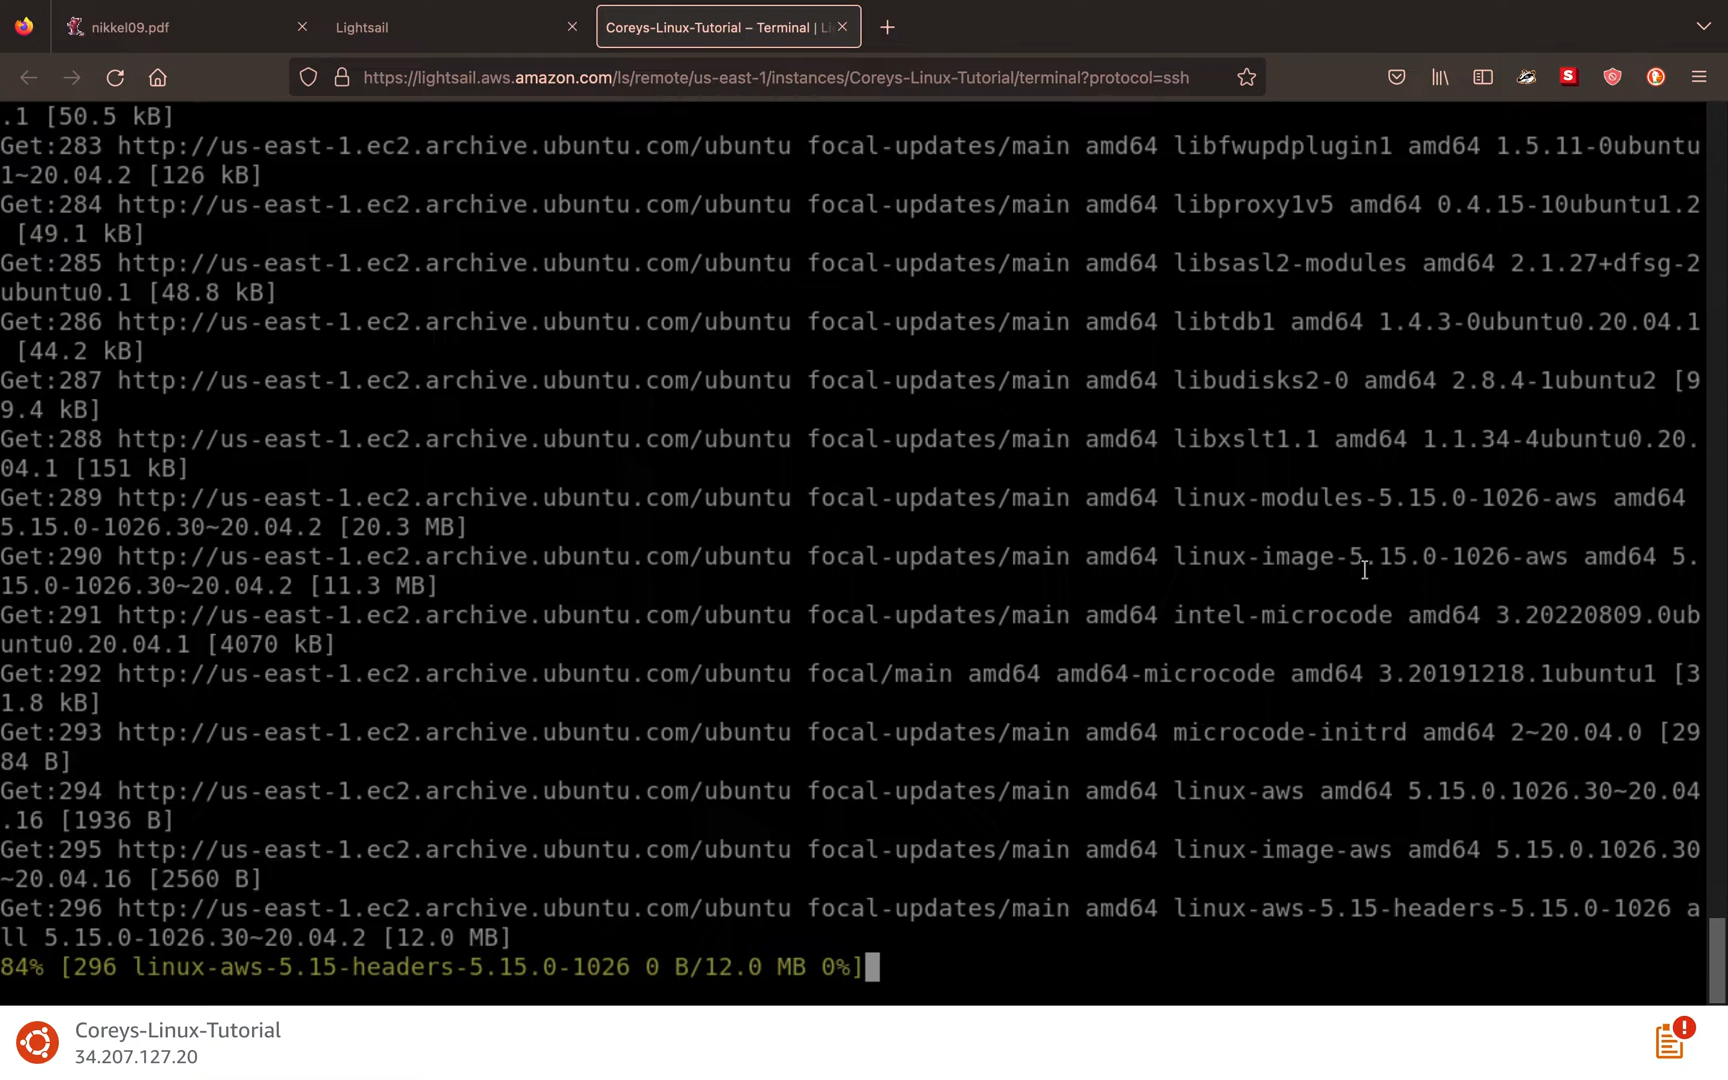 nikkel09.pdf
Lightsail
Coreys-Linux-Tutorial – Terminal | Li
https://lightsail.aws.amazon.com/ls/remote/us-east-1/instances/Coreys-Linux-Tutorial/terminal?protocol=ssh
S
.1 [50.5 kB]
Get:283 http://us-east-1.ec2.archive.ubuntu.com/ubuntu focal-updates/main amd64 libfwupdplugin1 amd64 1.5.11-0ubuntu
1~20.04.2 [126 kB]
Get:284 http://us-east-1.ec2.archive.ubuntu.com/ubuntu focal-updates/main amd64 libproxy1v5 amd64 0.4.15-10ubuntu1.2
[49.1 kB]
Get:285 http://us-east-1.ec2.archive.ubuntu.com/ubuntu focal-updates/main amd64 libsasl2-modules amd64 2.1.27+dfsg-2
ubuntu0.1 [48.8 kB]
Get:286 http://us-east-1.ec2.archive.ubuntu.com/ubuntu focal-updates/main amd64 libtdb1 amd64 1.4.3-0ubuntu0.20.04.1
[44.2 kB]
Get:287 http://us-east-1.ec2.archive.ubuntu.com/ubuntu focal-updates/main amd64 libudisks2-0 amd64 2.8.4-1ubuntu2 [9
9.4 kB]
Get:288 http://us-east-1.ec2.archive.ubuntu.com/ubuntu focal-updates/main amd64 libxslt1.1 amd64 1.1.34-4ubuntu0.20.
04.1 [151 kB]
Get:289 http://us-east-1.ec2.archive.ubuntu.com/ubuntu focal-updates/main amd64 linux-modules-5.15.0-1026-aws amd64
5.15.0-1026.30~20.04.2 [20.3 MB]
Get:290 http://us-east-1.ec2.archive.ubuntu.com/ubuntu focal-updates/main amd64 linux-image-5.15.0-1026-aws amd64 5.
15.0-1026.30~20.04.2 [11.3 MB]
Get:291 http://us-east-1.ec2.archive.ubuntu.com/ubuntu focal-updates/main amd64 intel-microcode amd64 3.20220809.0ub
untu0.20.04.1 [4070 kB]
Get:292 http://us-east-1.ec2.archive.ubuntu.com/ubuntu focal/main amd64 amd64-microcode amd64 3.20191218.1ubuntu1 [3
1.8 kB]
Get:293 http://us-east-1.ec2.archive.ubuntu.com/ubuntu focal-updates/main amd64 microcode-initrd amd64 2~20.04.0 [29
84 B]
Get:294 http://us-east-1.ec2.archive.ubuntu.com/ubuntu focal-updates/main amd64 linux-aws amd64 5.15.0.1026.30~20.04
.16 [1936 B]
Get:295 http://us-east-1.ec2.archive.ubuntu.com/ubuntu focal-updates/main amd64 linux-image-aws amd64 5.15.0.1026.30
~20.04.16 [2560 B]
Get:296 http://us-east-1.ec2.archive.ubuntu.com/ubuntu focal-updates/main amd64 linux-aws-5.15-headers-5.15.0-1026 a
ll 5.15.0-1026.30~20.04.2 [12.0 MB]
84% [296 linux-aws-5.15-headers-5.15.0-1026 0 B/12.0 MB 0%]
Coreys-Linux-Tutorial
34.207.127.20